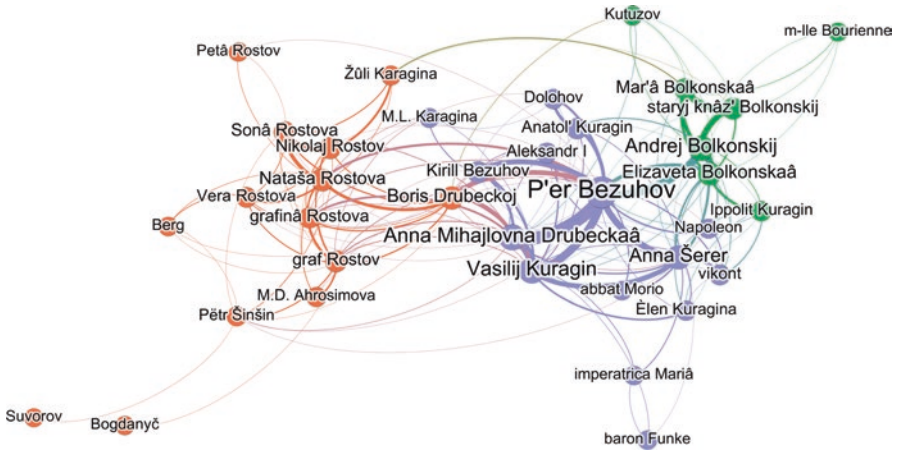 Kutuzov
m-lle Bourienne
Petâ Rostov
Žûli Karagina
Mar'â Bolkonskaâ
staryj knâz' Bolkonskij
Dolohov
M.L. Karagina
Anatol' Kuragin
Sonâ Rostova
Nikolaj Rostov
Andrej Bolkonskij
Aleksandr I
Kirill Bezuhov
Elizaveta Bolkonskaâ
Nataša Rostova
P'er Bezuhov
Vera Rostova
Boris Drubeckoj
grafinâ Rostova
Ippolit Kuragin
Berg
Napoleon
Anna Mihajlovna Drubeckaâ
Anna Šerer
graf Rostov
Vasilij Kuragin
vikont
abbat Morio
M.D. Ahrosimova
Èlen Kuragina
Pëtr Šinšin
imperatrica Mariâ
Suvorov
Bogdanyč
baron Funke